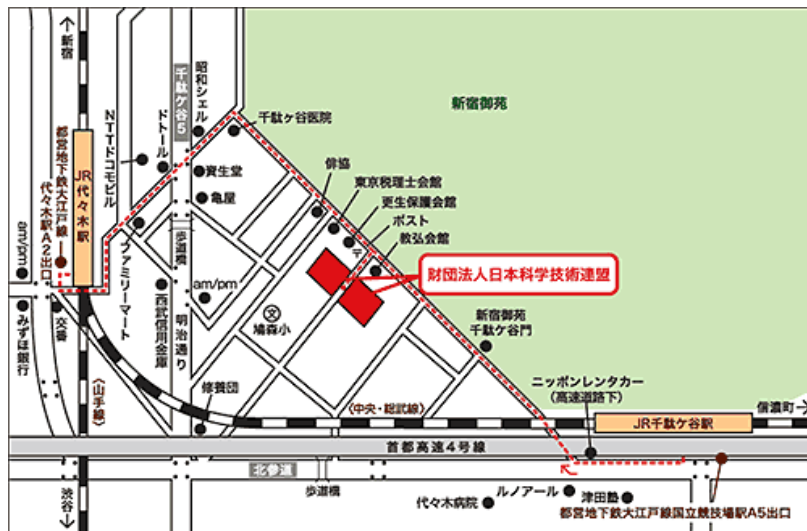 ↑新宿
都営地下鉄大江戸線
代々木駅A2出口
JR代々木駅
NTTドコモビル
ドトール
千駄ケ谷5
昭和シェル
千駄ヶ谷医院
新宿御苑
資生堂
亀屋
俳協
東京税理士会館
更生保護会館
ポスト
〒
教弘会館
財団法人日本科学技術連盟
am/pm
みずほ銀行
交番
ファミリーマート
歩道橋
西武信用金庫
明治通り
am/pm
文
鳩森小
修養団
新宿御苑
千駄ケ谷門
ニッポンレンタカー
(高速道路下)
信濃町→
〈山手線〉
〈中央・総武線〉
JR千駄ケ谷駅
首都高速4号線
北参道
歩道橋
代々木病院
ルノアール
津田塾
都営地下鉄大江戸線国立競技場駅A5出口
渋谷↓